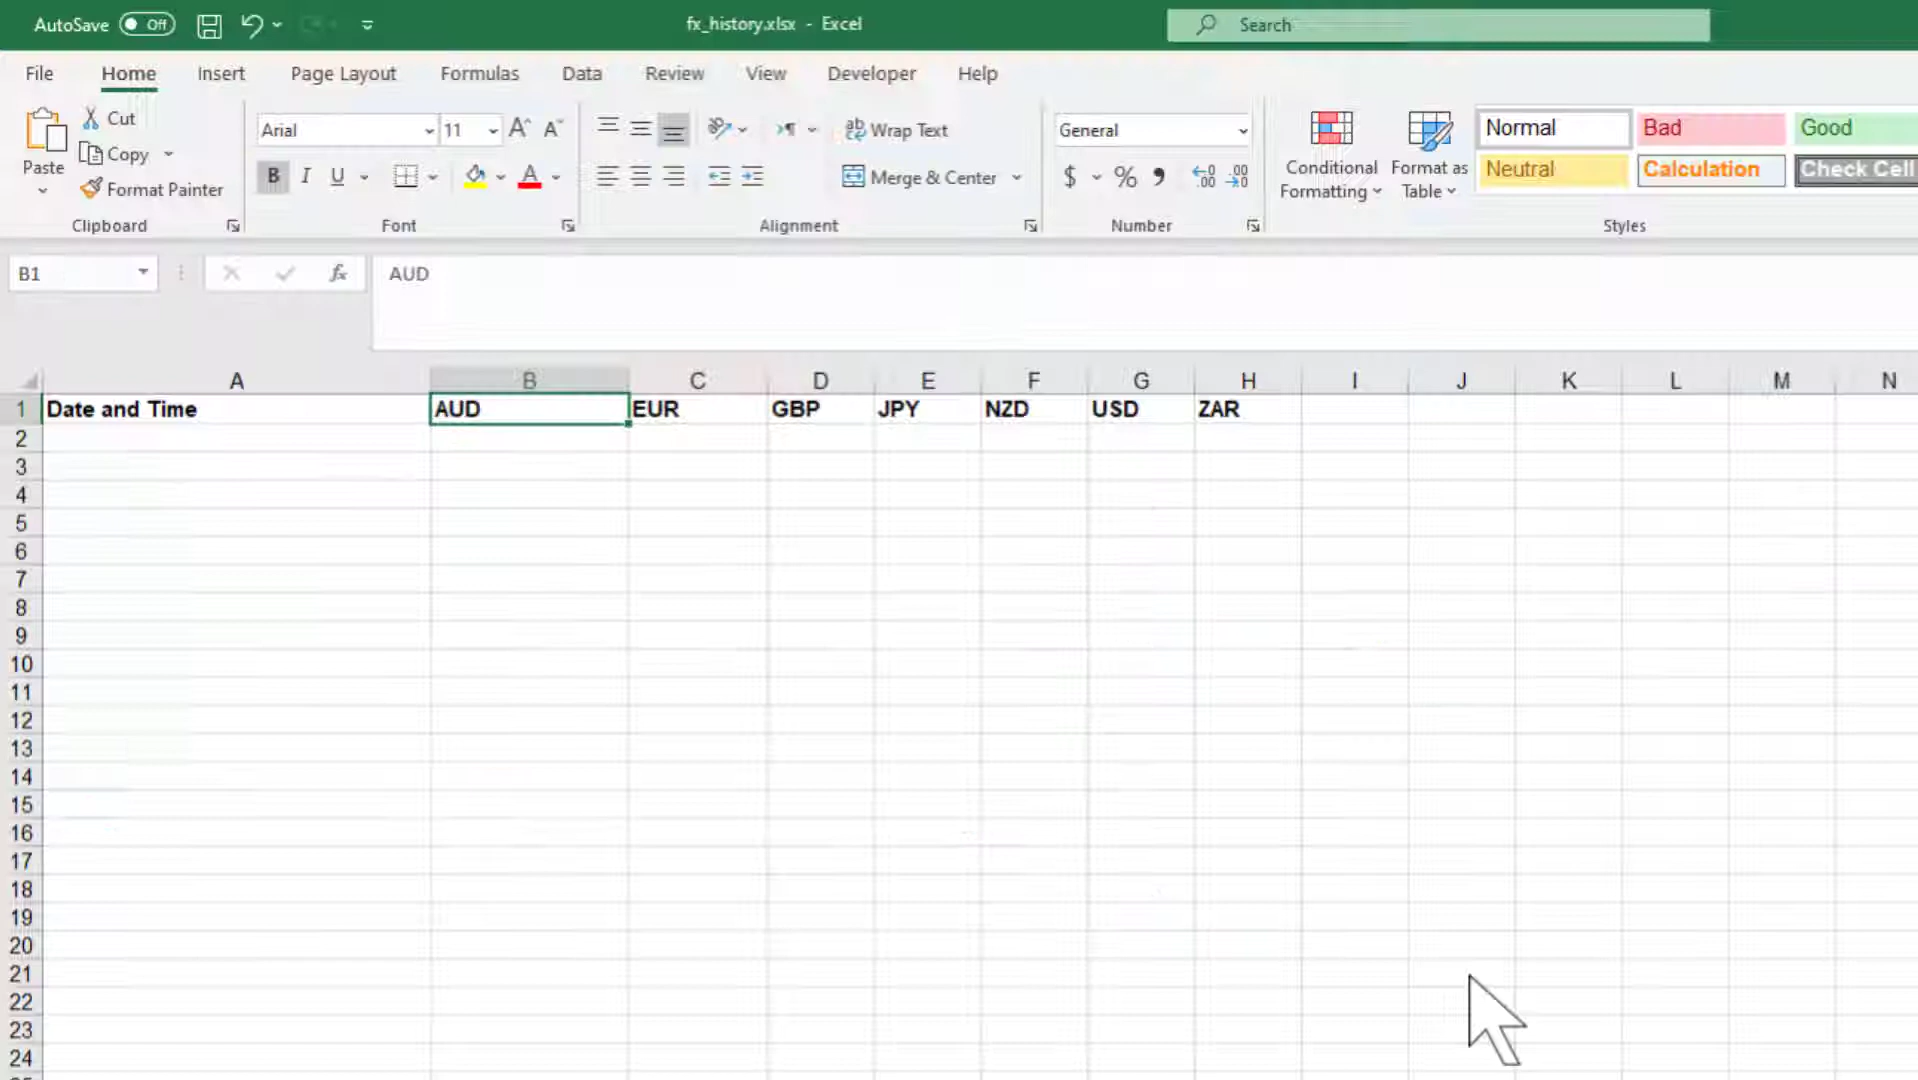 AutoSave Off fx_history.xlsx - Excel Search
File Home Insert Page Layout Formulas Data Review View Developer Help
Paste Cut Copy Format Painter
Clipboard
Arial 11
B I U A
Font
Wrap Text
Merge & Center
Alignment
General
$ %
Number
Conditional Formatting
Format as Table
Normal Bad Good
Neutral Calculation Check Cell
Styles
B1 fx AUD
A B C D E F G H I J K L M N
1 Date and Time AUD EUR GBP JPY NZD USD ZAR
2
3
4
5
6
7
8
9
10
11
12
13
14
15
16
17
18
19
20
21
22
23
24